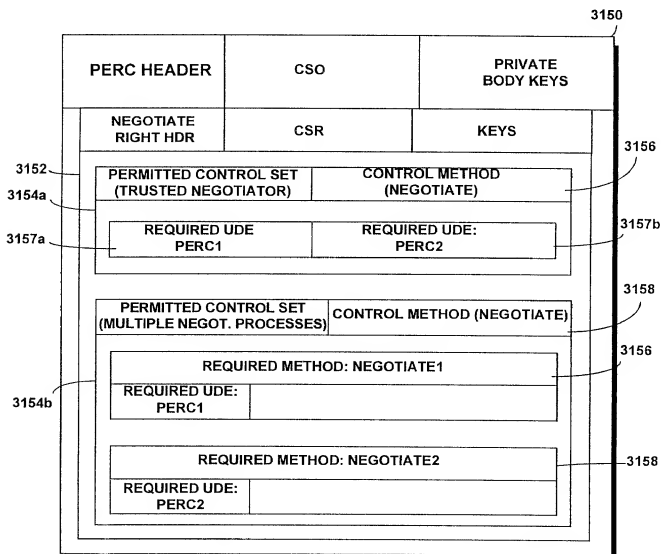 3150
PERC HEADER
CSO
PRIVATE
BODY KEYS
NEGOTIATE
RIGHT HDR
CSR
KEYS
3152
3156
PERMITTED CONTROL SET
(TRUSTED NEGOTIATOR)
CONTROL METHOD
(NEGOTIATE)
3154a
3157a
REQUIRED UDE
PERC1
REQUIRED UDE:
PERC2
3157b
PERMITTED CONTROL SET
(MULTIPLE NEGOT. PROCESSES)
CONTROL METHOD (NEGOTIATE)
3158
REQUIRED METHOD: NEGOTIATE1
3156
REQUIRED UDE:
PERC1
3154b
REQUIRED METHOD: NEGOTIATE2
3158
REQUIRED UDE:
PERC2